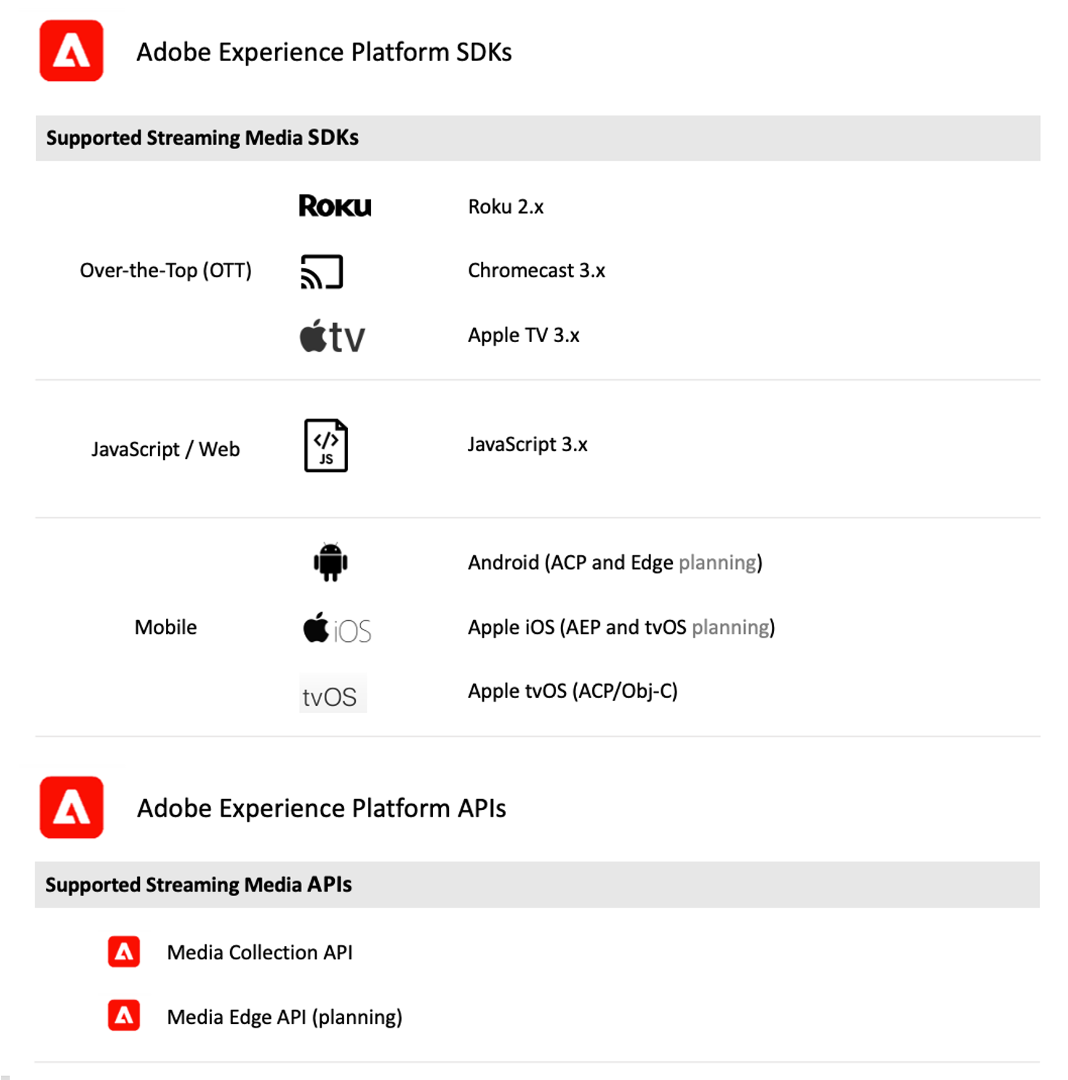 Adobe Experience Platform SDKs
Supported Streaming Media SDKs
Over-the-Top (OTT)
Roku
Roku 2.x
Chromecast 3.x
tv
Apple TV 3.x
JavaScript / Web
</>
JS
JavaScript 3.x
Mobile
Android (ACP and Edge planning)
iOS
Apple iOS (AEP and tvOS planning)
tvOS
Apple tvOS (ACP/Obj-C)
Adobe Experience Platform APIs
Supported Streaming Media APIs
Media Collection API
Media Edge API (planning)